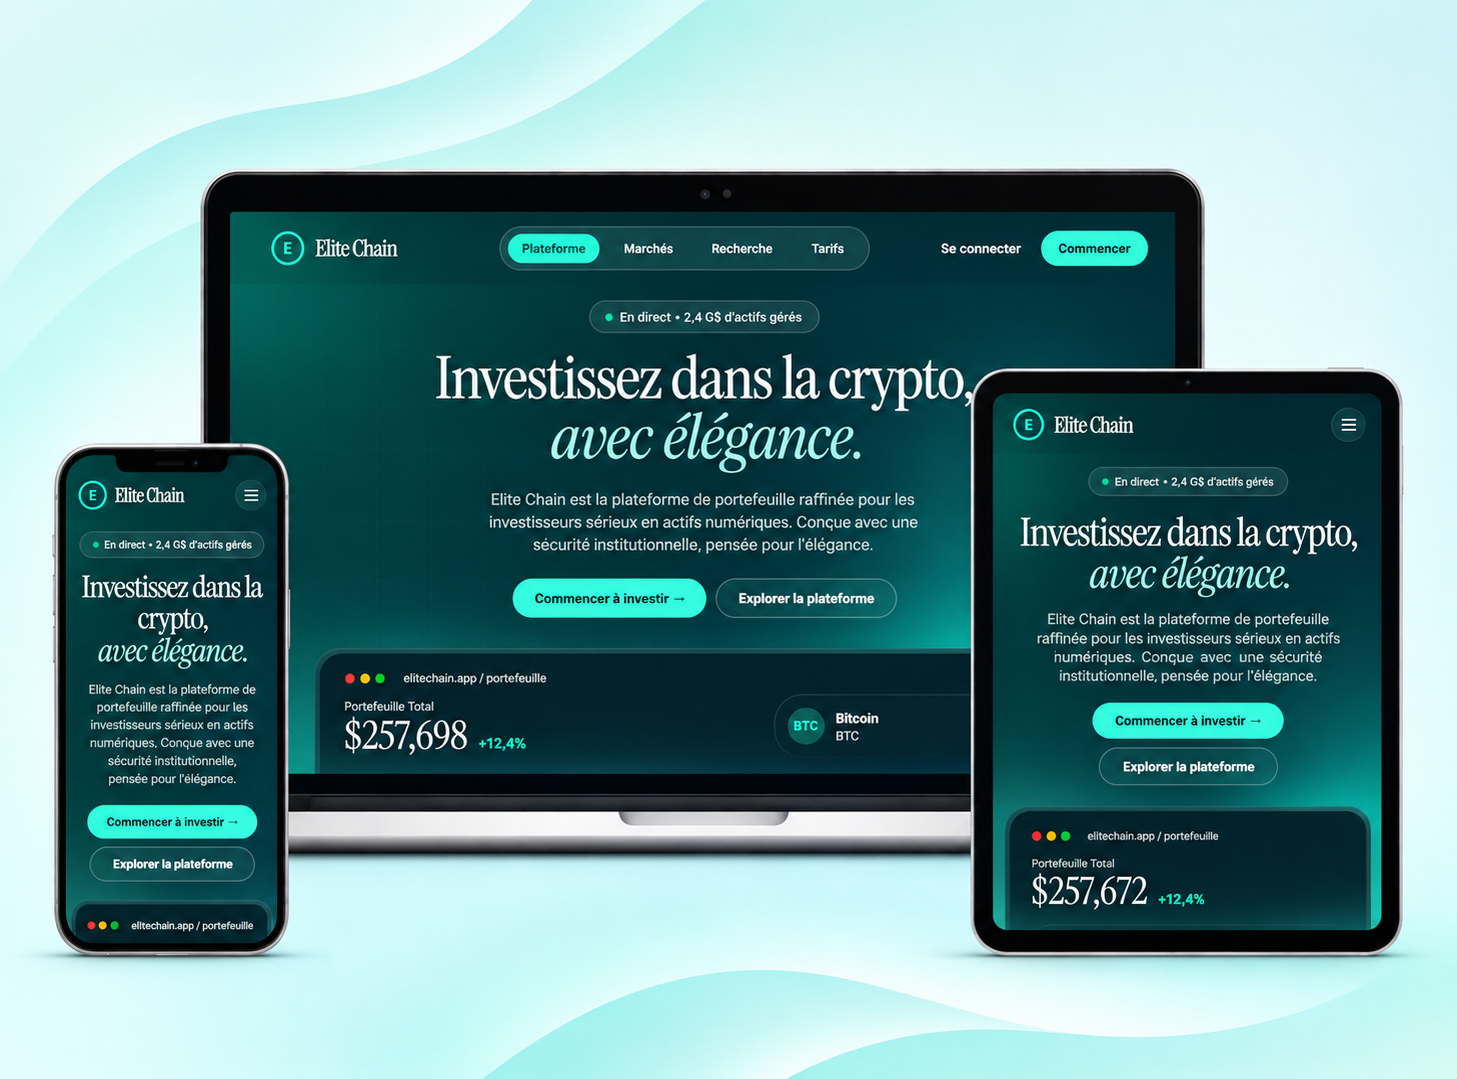 E Elite Chain
Plateforme Marchés Recherche Tarifs
Se connecter Commencer
En direct • 2,4 G$ d'actifs gérés
Investissez dans la crypto,
avec élégance.
Elite Chain est la plateforme de portefeuille raffinée pour les
investisseurs sérieux en actifs numériques. Conçue avec une
sécurité institutionnelle, pensée pour l'élégance.
Commencer à investir →
Explorer la plateforme
elitechain.app / portefeuille
Portefeuille Total
$257,698 +12,4%
BTC Bitcoin
BTC
E Elite Chain
En direct • 2,4 G$ d'actifs gérés
Investissez dans la
crypto,
avec élégance.
Elite Chain est la plateforme de
portefeuille raffinée pour les
investisseurs sérieux en actifs
numériques. Conçue avec une
sécurité institutionnelle,
pensée pour l'élégance.
Commencer à investir →
Explorer la plateforme
elitechain.app / portefeuille
E Elite Chain
En direct • 2,4 G$ d'actifs gérés
Investissez dans la crypto,
avec élégance.
Elite Chain est la plateforme de portefeuille
raffinée pour les investisseurs sérieux en actifs
numériques. Conçue avec une sécurité
institutionnelle, pensée pour l'élégance.
Commencer à investir →
Explorer la plateforme
elitechain.app / portefeuille
Portefeuille Total
$257,672 +12,4%